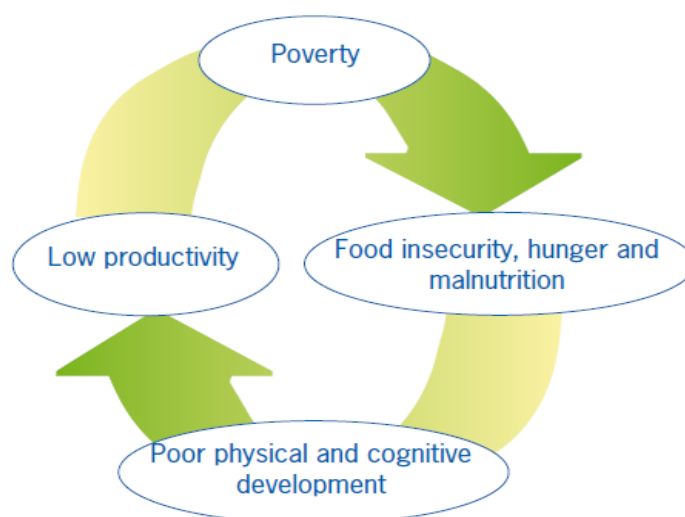 Poverty
Low productivity
Food insecurity, hunger and
malnutrition
Poor physical and cognitive
development